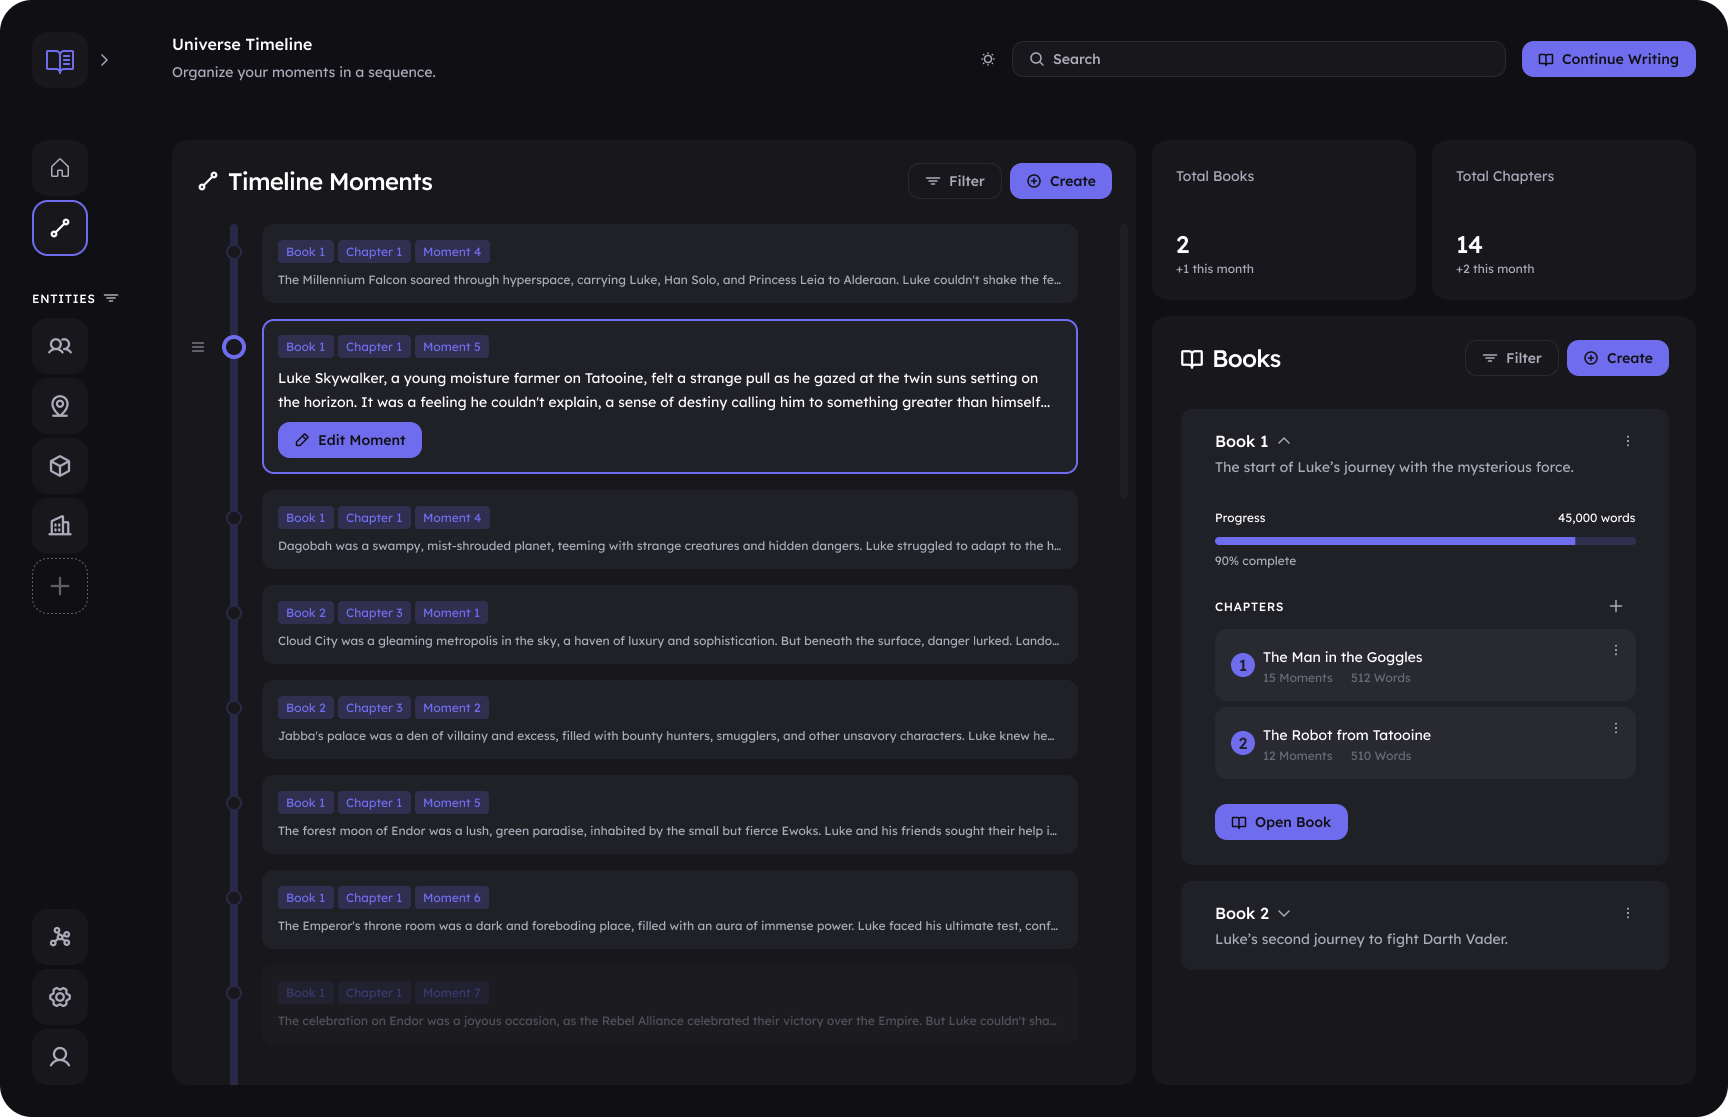 Universe Timeline
Organize your moments in a sequence.
Search
Continue Writing
ENTITIES
Timeline Moments
Filter
Create
Book 1 Chapter 1 Moment 4
The Millennium Falcon soared through hyperspace, carrying Luke, Han Solo, and Princess Leia to Alderaan. Luke couldn't shake the fe...
Book 1 Chapter 1 Moment 5
Luke Skywalker, a young moisture farmer on Tatooine, felt a strange pull as he gazed at the twin suns setting on
the horizon. It was a feeling he couldn't explain, a sense of destiny calling him to something greater than himself...
Edit Moment
Book 1 Chapter 1 Moment 4
Dagobah was a swampy, mist-shrouded planet, teeming with strange creatures and hidden dangers. Luke struggled to adapt to the h...
Book 2 Chapter 3 Moment 1
Cloud City was a gleaming metropolis in the sky, a haven of luxury and sophistication. But beneath the surface, danger lurked. Lando...
Book 2 Chapter 3 Moment 2
Jabba's palace was a den of villainy and excess, filled with bounty hunters, smugglers, and other unsavory characters. Luke knew he...
Book 1 Chapter 1 Moment 5
The forest moon of Endor was a lush, green paradise, inhabited by the small but fierce Ewoks. Luke and his friends sought their help i...
Book 1 Chapter 1 Moment 6
The Emperor's throne room was a dark and foreboding place, filled with an aura of immense power. Luke faced his ultimate test, conf...
Book 1 Chapter 1 Moment 7
The celebration on Endor was a joyous occasion, as the Rebel Alliance celebrated their victory over the Empire. But Luke couldn't sha...
Total Books
2
+1 this month
Total Chapters
14
+2 this month
Books
Filter
Create
Book 1
The start of Luke’s journey with the mysterious force.
Progress 45,000 words
90% complete
CHAPTERS
1
The Man in the Goggles
15 Moments 512 Words
2
The Robot from Tatooine
12 Moments 510 Words
Open Book
Book 2
Luke’s second journey to fight Darth Vader.